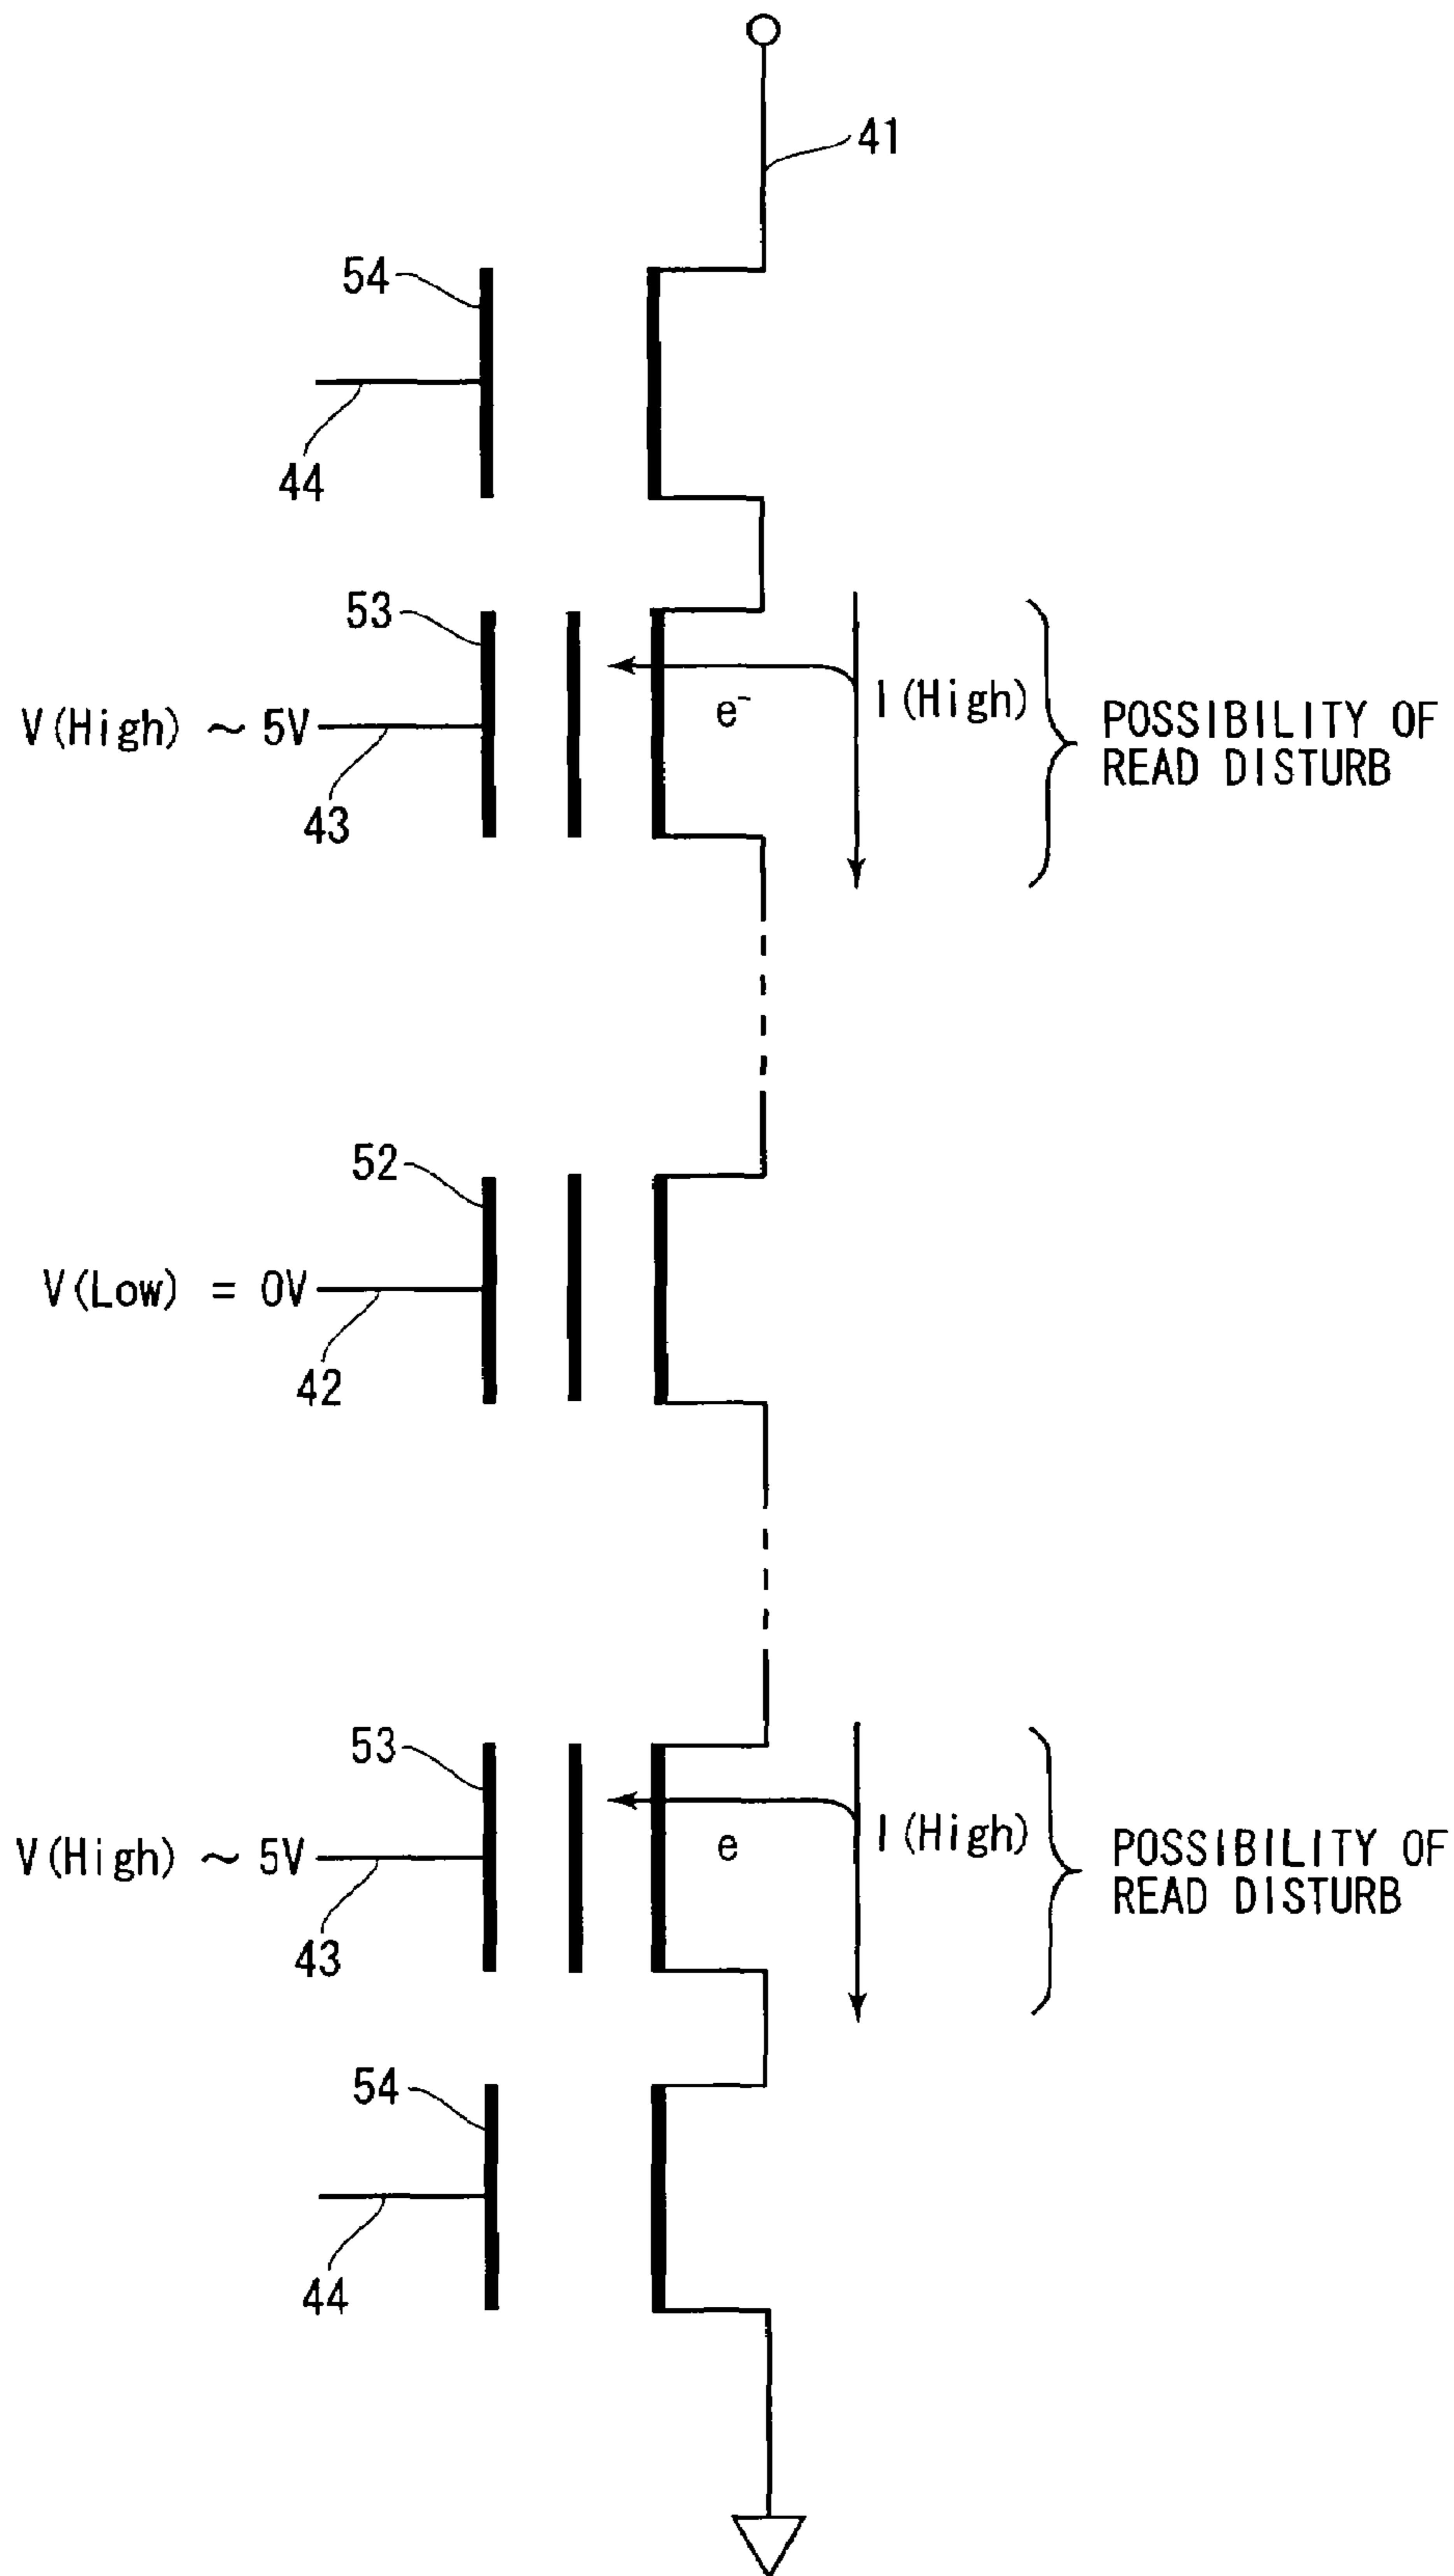 41
54
44
53
V(High) ~ 5V
43
e⁻
I(High)
POSSIBILITY OF
READ DISTURB
52
V(Low) = 0V
42
53
V(High) ~ 5V
43
e
I(High)
POSSIBILITY OF
READ DISTURB
54
44